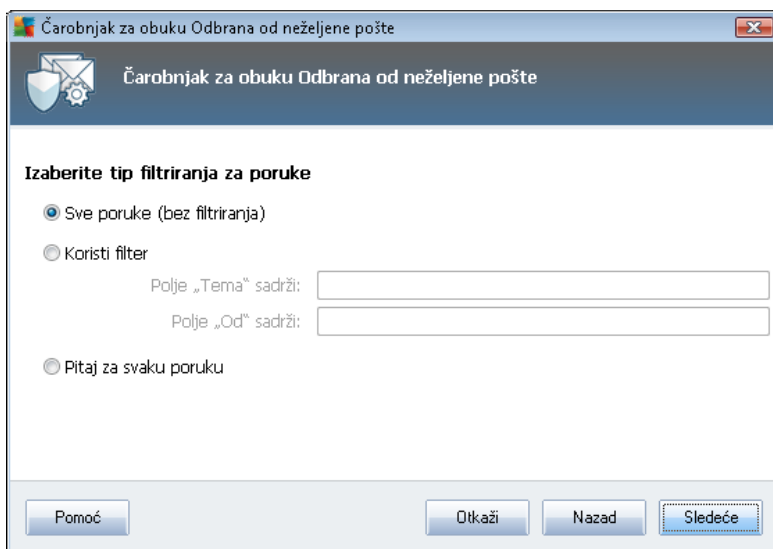 Čarobnjak za obuku Odbrana od neželjene pošte
Čarobnjak za obuku Odbrana od neželjene pošte
Izaberite tip filtriranja za poruke
Sve poruke (bez filtriranja)
Koristi filter
Polje „Tema“ sadrži:
Polje „Od“ sadrži:
Pitaj za svaku poruku
Pomoć
Otkaži
Nazad
Sledeće